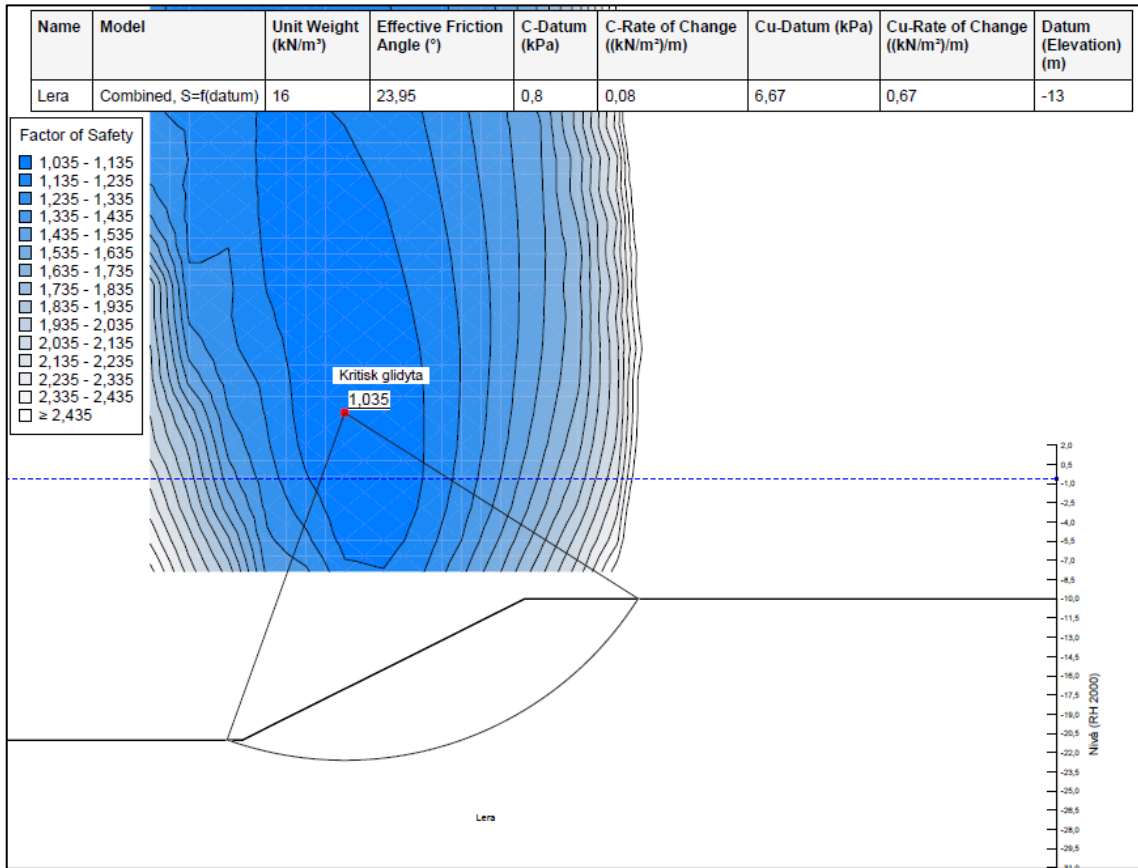 Name Model Unit Weight (kN/m³) Effective Friction Angle (°) C-Datum (kPa) C-Rate of Change ((kN/m²)/m) Cu-Datum (kPa) Cu-Rate of Change ((kN/m²)/m) Datum (Elevation) (m)
Lera Combined, S=f(datum) 16 23,95 0,8 0,08 6,67 0,67 -13
Factor of Safety
1,035 - 1,135
1,135 - 1,235
1,235 - 1,335
1,335 - 1,435
1,435 - 1,535
1,535 - 1,635
1,635 - 1,735
1,735 - 1,835
1,835 - 1,935
1,935 - 2,035
2,035 - 2,135
2,135 - 2,235
2,235 - 2,335
2,335 - 2,435
≥ 2,435
Kritisk glidyta
1,035
2,0
0,5
-1,0
-2,5
-4,0
-5,5
-7,0
-8,5
-10,0
-11,5
-13,0
-14,5
-16,0
-17,5
-19,0
-20,5
-22,0
-23,5
-25,0
-26,5
-28,0
-29,5
-31,0
Nivå (RH 2000)
Lera